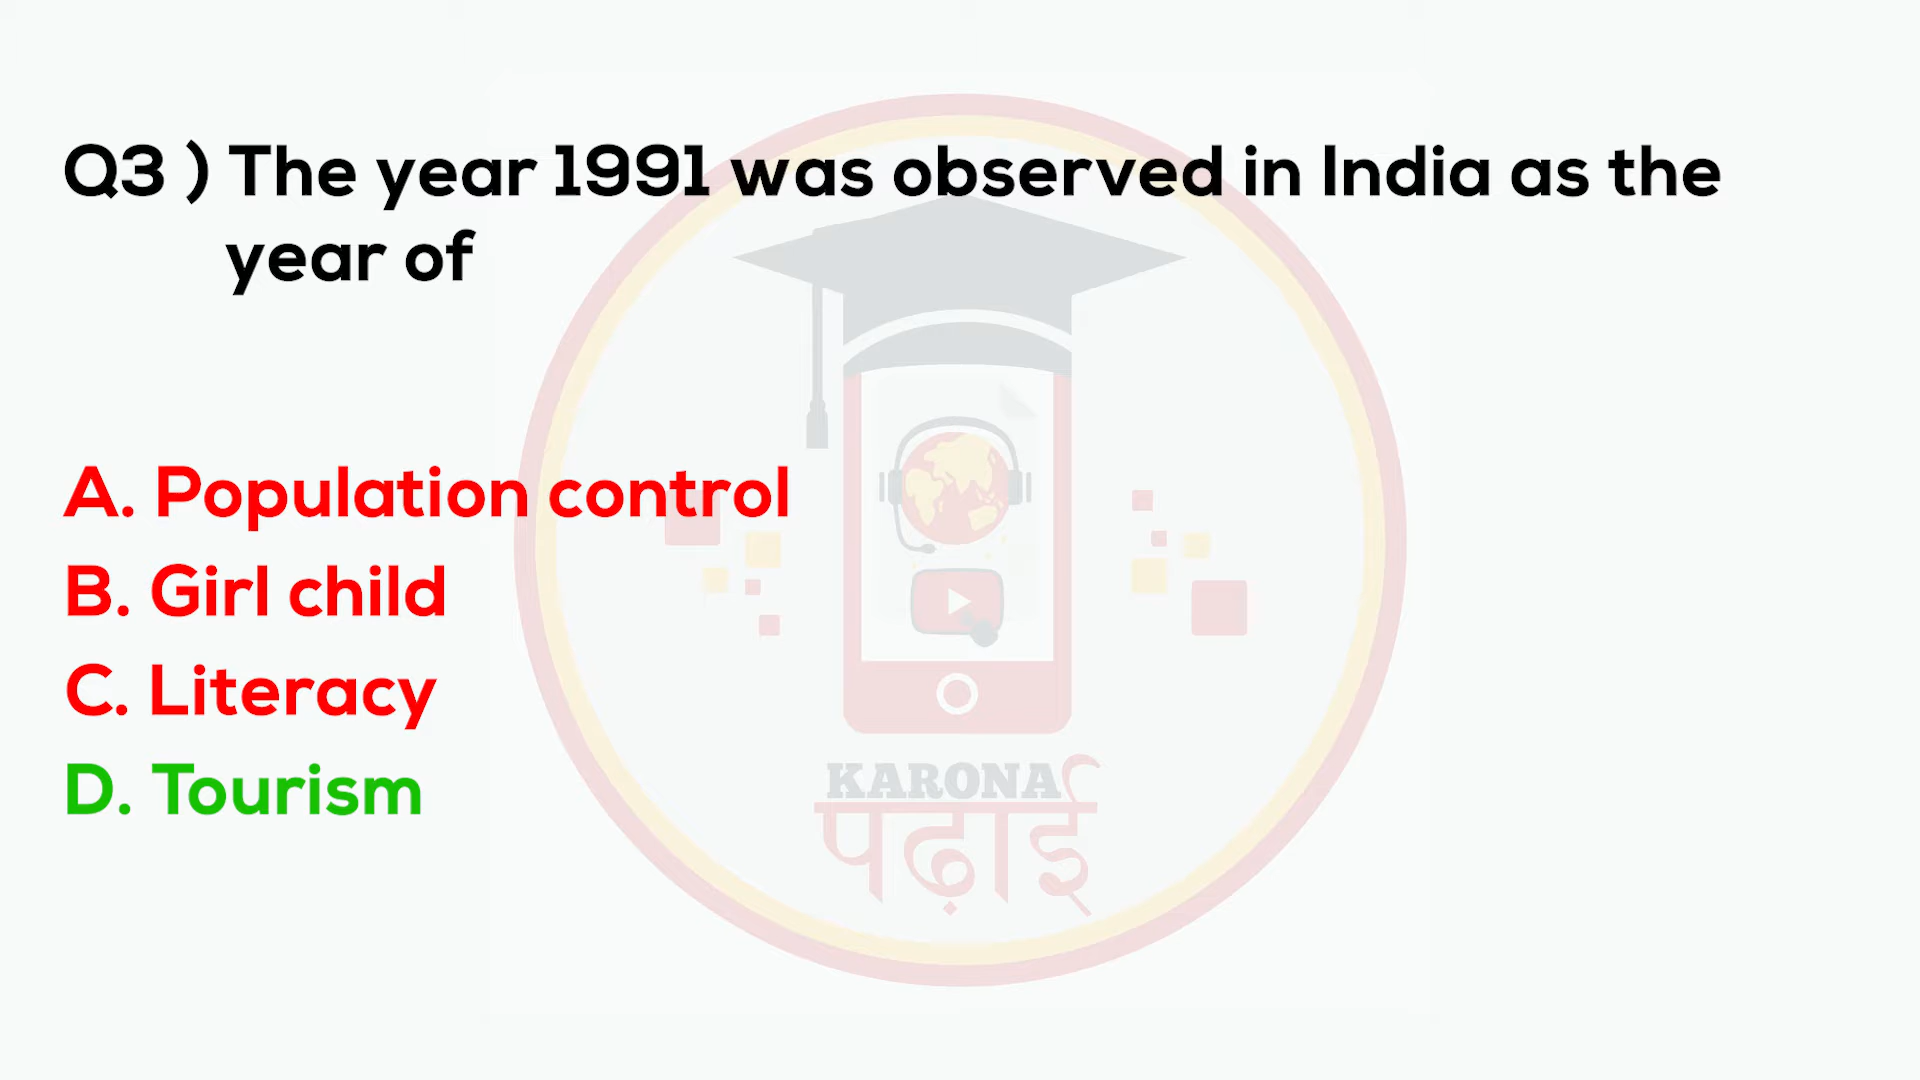 Q3 ) The year 1991 was observed in India as the
year of
A. Population control
B. Girl child
C. Literacy
D. Tourism
KARONA
पढ़ाई